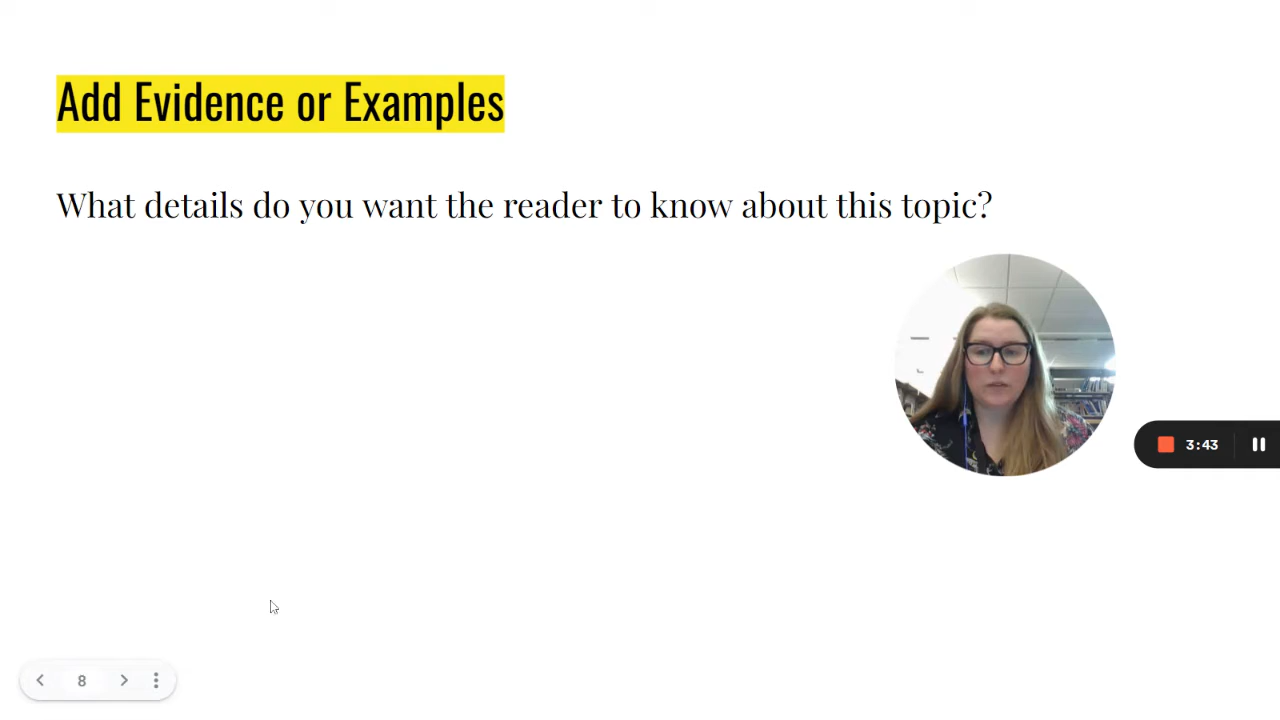 Add Evidence or Examples
What details do you want the reader to know about this topic?
3:43
8